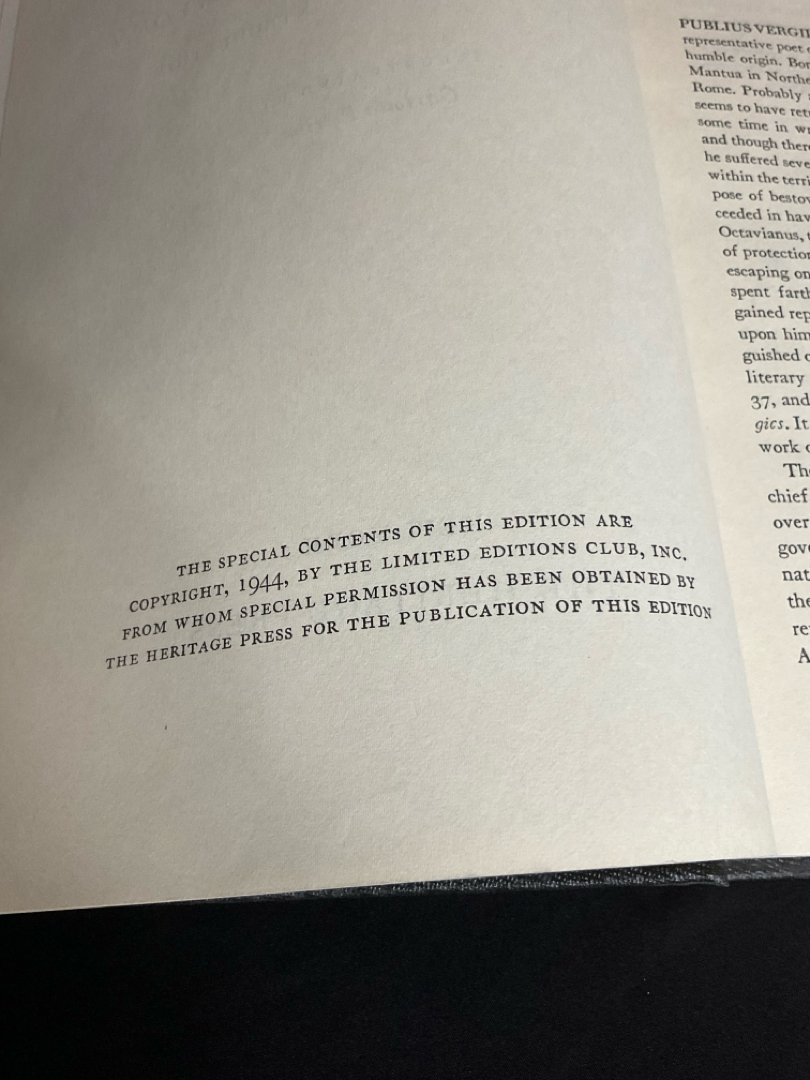 THE SPECIAL CONTENTS OF THIS EDITION ARE
COPYRIGHT, 1944, BY THE LIMITED EDITIONS CLUB, INC.
FROM WHOM SPECIAL PERMISSION HAS BEEN OBTAINED BY
THE HERITAGE PRESS FOR THE PUBLICATION OF THIS EDITION
PUBLIUS VERGI
representative poet
humble origin. Bor
Mantua in Northe
Rome. Probably
seems to have ret
some time in w
and though ther
he suffered seve
within the terri
pose of bestov
ceeded in hav
Octavianus,
of protection
escaping on
spent fart
gained rep
upon him
guished
literary
37, and
gics. It
work
Th
chief
over
gov
nat
the
re
A